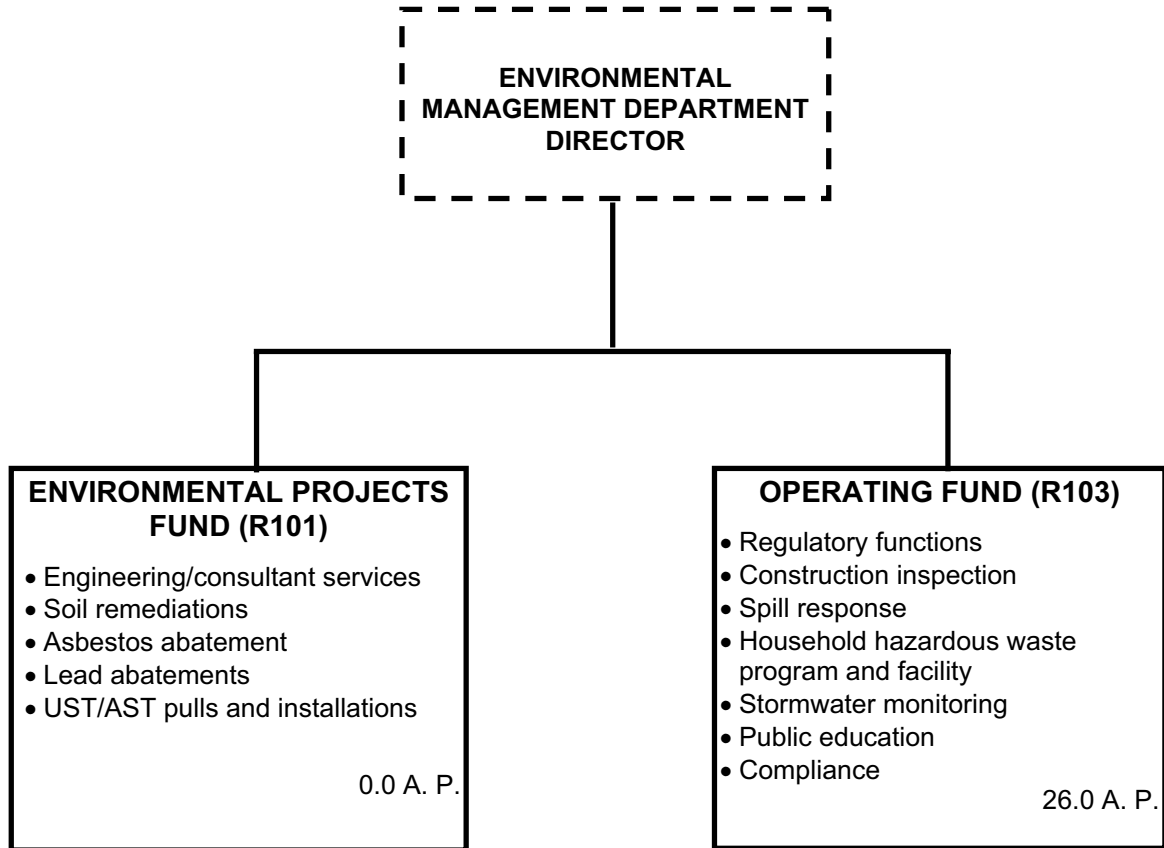 ENVIRONMENTAL
MANAGEMENT DEPARTMENT
DIRECTOR
ENVIRONMENTAL PROJECTS
FUND (R101)
• Engineering/consultant services
• Soil remediations
• Asbestos abatement
• Lead abatements
• UST/AST pulls and installations
0.0 A. P.
OPERATING FUND (R103)
• Regulatory functions
• Construction inspection
• Spill response
• Household hazardous waste
program and facility
• Stormwater monitoring
• Public education
• Compliance
26.0 A. P.